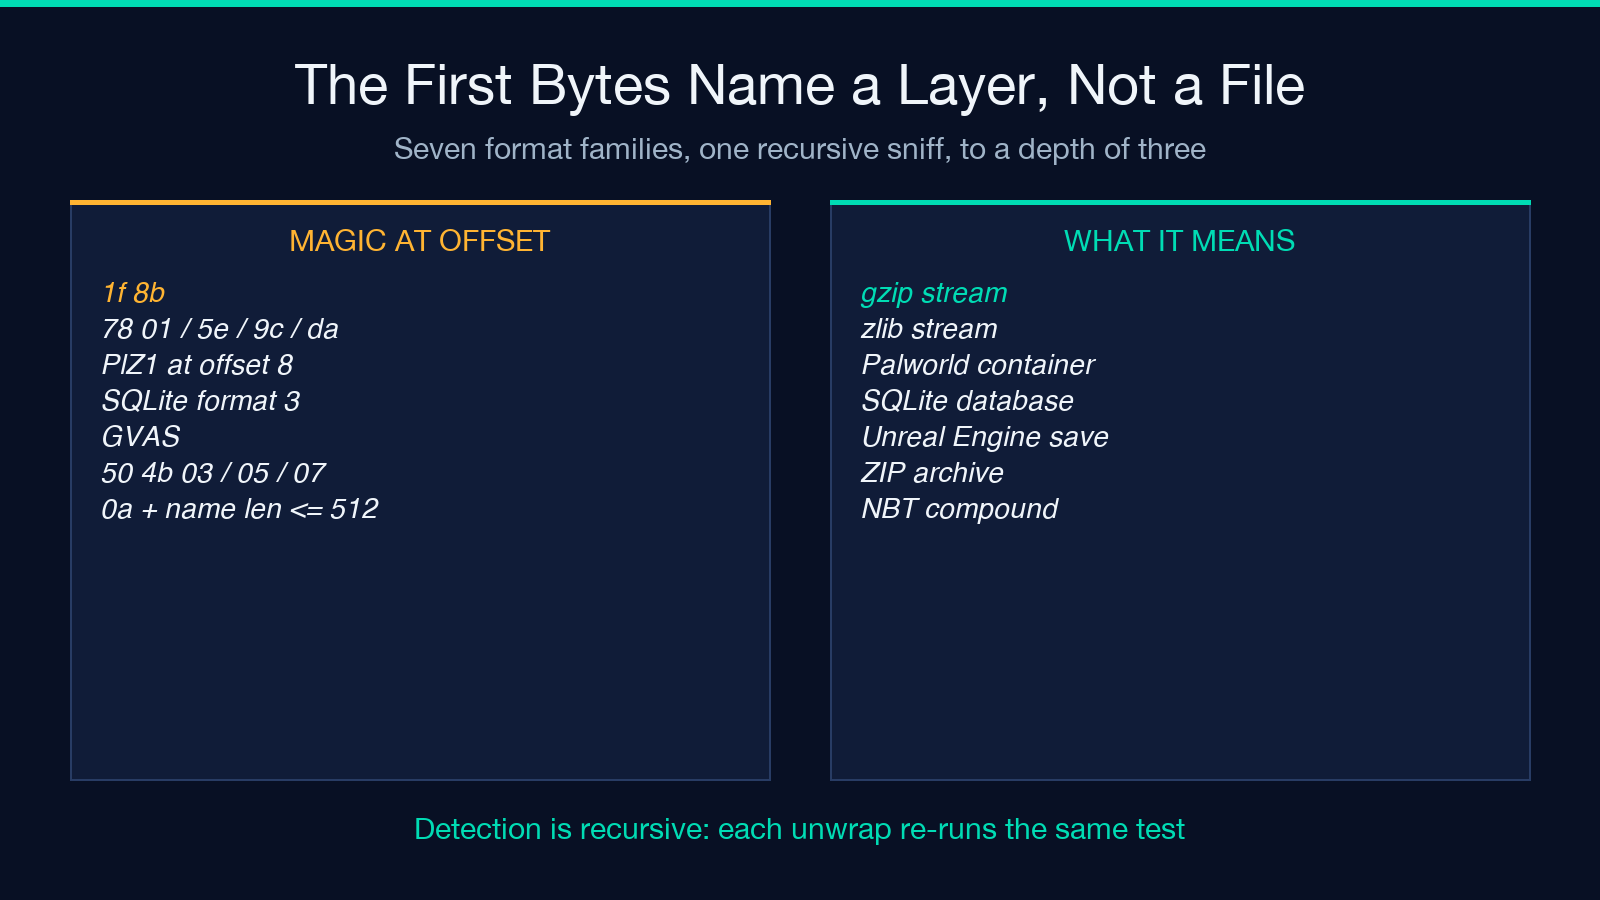 The First Bytes Name a Layer, Not a File
Seven format families, one recursive sniff, to a depth of three
MAGIC AT OFFSET
1f 8b
78 01 / 5e / 9c / da
PlZ1 at offset 8
SQLite format 3
GVAS
50 4b 03 / 05 / 07
0a + name len <= 512
WHAT IT MEANS
gzip stream
zlib stream
Palworld container
SQLite database
Unreal Engine save
ZIP archive
NBT compound
Detection is recursive: each unwrap re-runs the same test